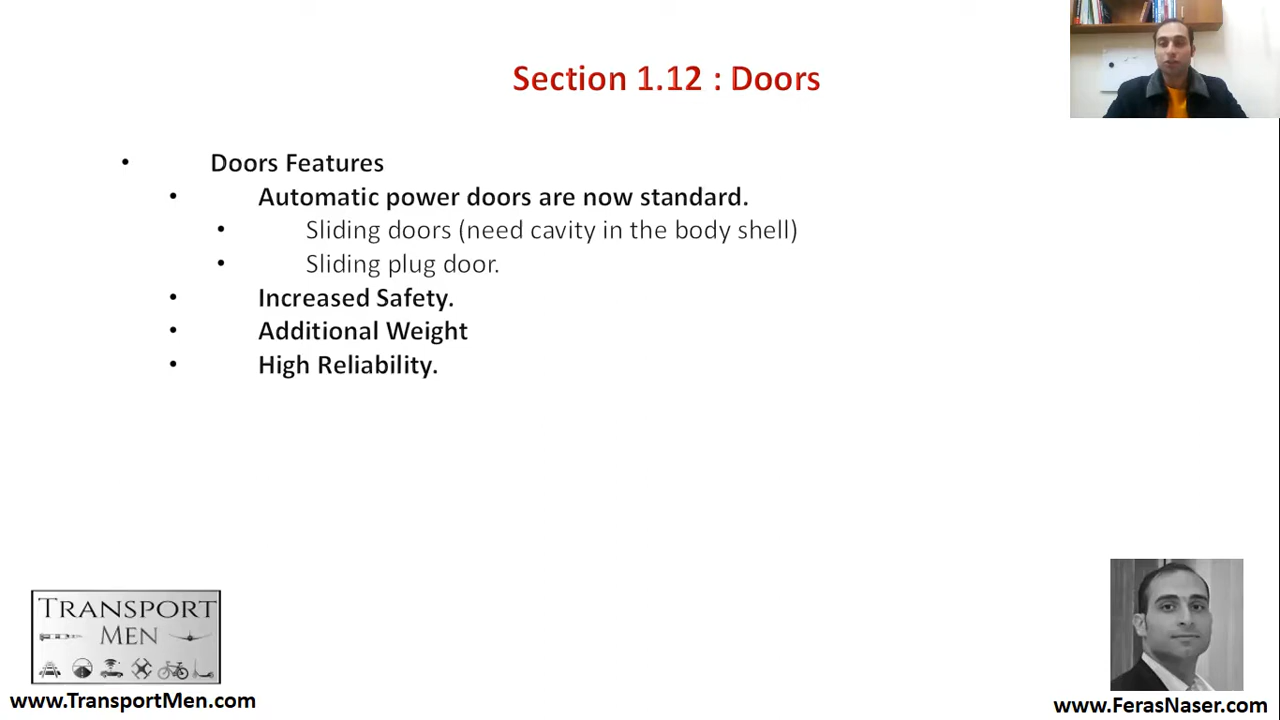 Section 1.12 : Doors
• Doors Features
• Automatic power doors are now standard.
• Sliding doors (need cavity in the body shell)
• Sliding plug door.
• Increased Safety.
• Additional Weight
• High Reliability.
TRANSPORT
MEN
www.TransportMen.com
www.FerasNaser.com